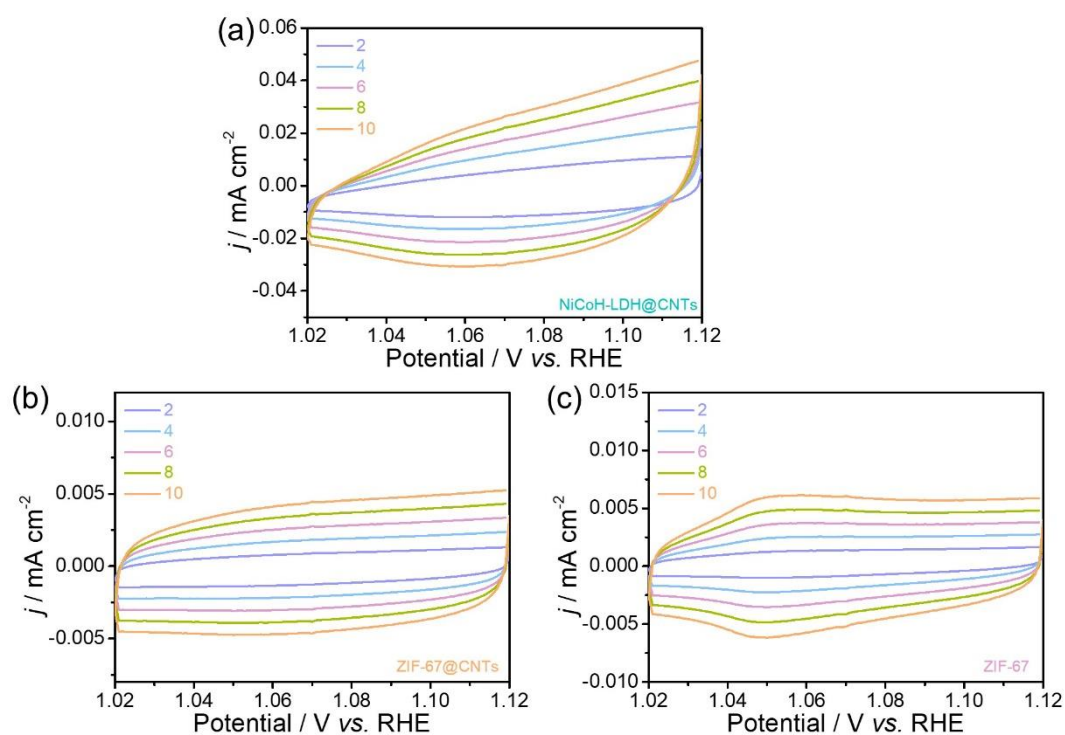 (a)
0.06
0.04
0.02
0.00
-0.02
-0.04
j / mA cm⁻²
2
4
6
8
10
NiCoH-LDH@CNTs
1.02 1.04 1.06 1.08 1.10 1.12
Potential / V vs. RHE
(b)
0.010
0.005
0.000
-0.005
j / mA cm⁻²
2
4
6
8
10
ZIF-67@CNTs
1.02 1.04 1.06 1.08 1.10 1.12
Potential / V vs. RHE
(c)
0.015
0.010
0.005
0.000
-0.005
-0.010
j / mA cm⁻²
2
4
6
8
10
ZIF-67
1.02 1.04 1.06 1.08 1.10 1.12
Potential / V vs. RHE